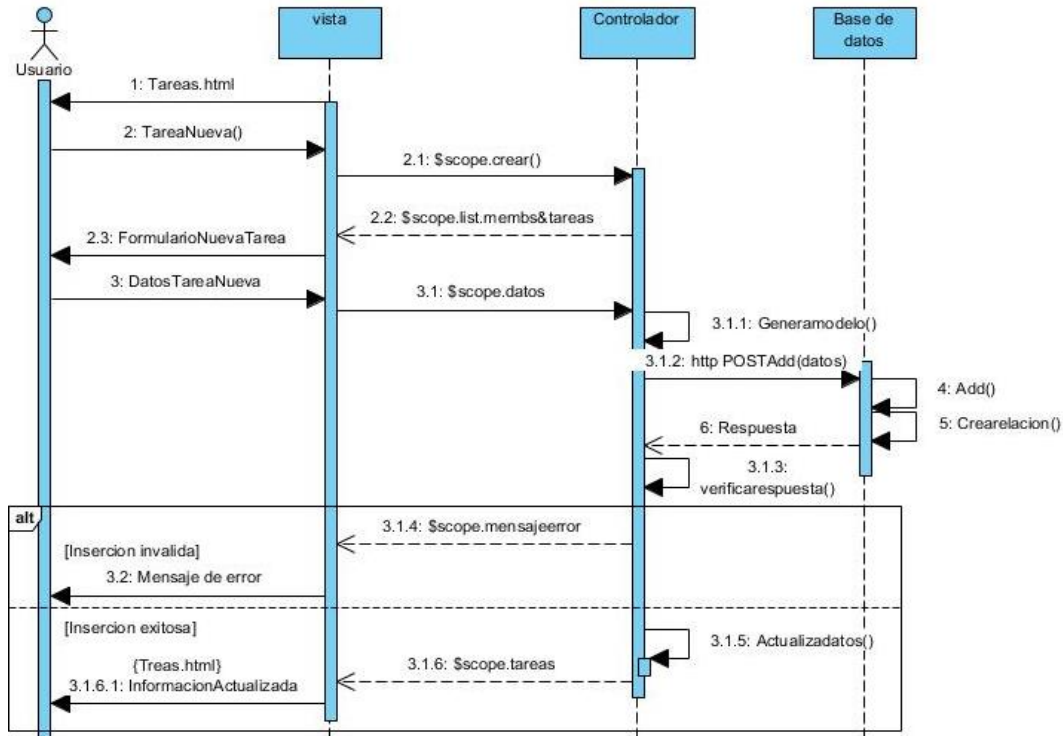 vista
Controlador
Base de
datos
Usuario
1: Tareas.html
2: TareaNueva()
2.1: $scope.crear()
2.2: $scope.list.membs&tareas
2.3: FormularioNuevaTarea
3: DatosTareaNueva
3.1: $scope.datos
3.1.1: Generamodelo()
3.1.2: http POSTAdd(datos)
4: Add()
5: Crearelacion()
6: Respuesta
3.1.3:
verificarespuesta()
alt
3.1.4: $scope.mensajeerror
[Insercion invalida]
3.2: Mensaje de error
[Insercion exitosa]
3.1.5: Actualizadatos()
{Treas.html}
3.1.6: $scope.tareas
3.1.6.1: InformacionActualizada